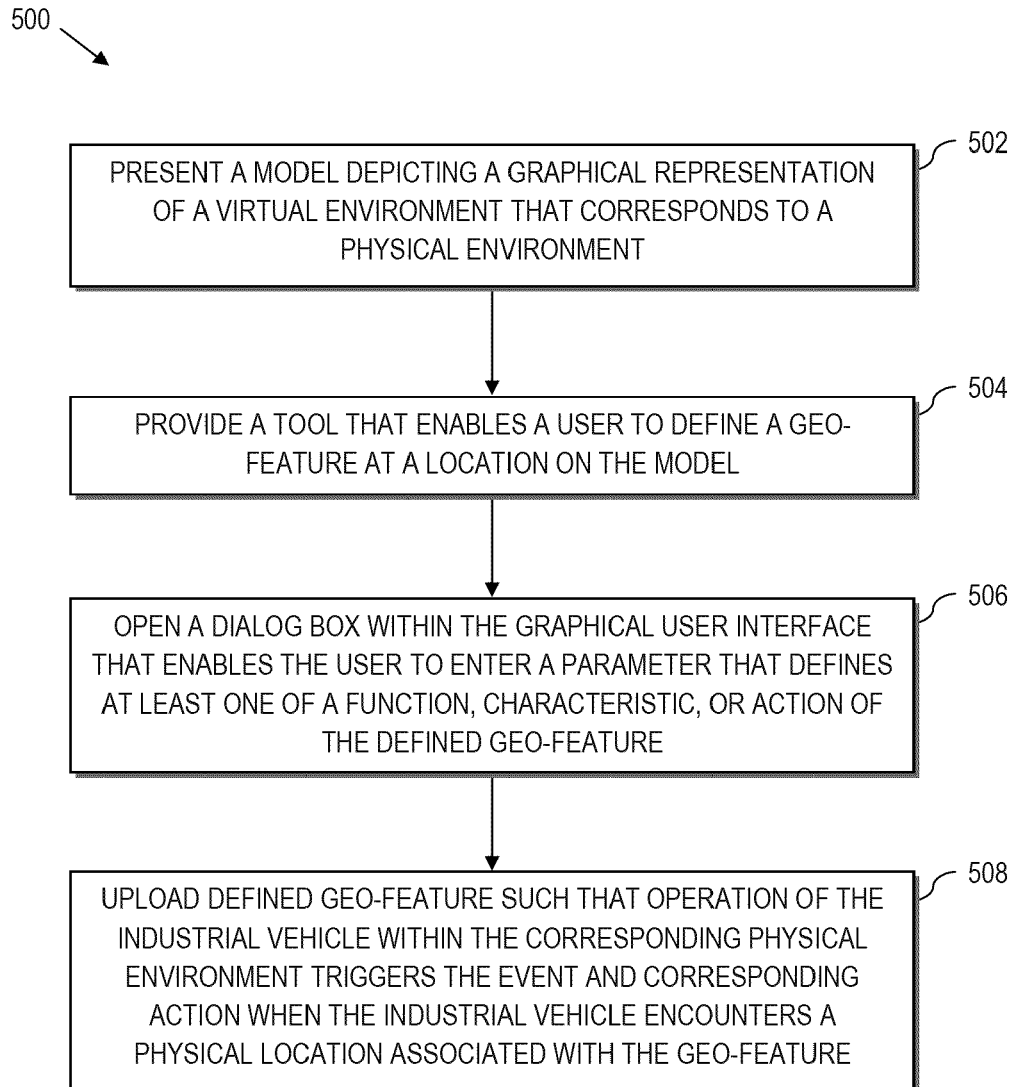 500
502
PRESENT A MODEL DEPICTING A GRAPHICAL REPRESENTATION
OF A VIRTUAL ENVIRONMENT THAT CORRESPONDS TO A
PHYSICAL ENVIRONMENT
504
PROVIDE A TOOL THAT ENABLES A USER TO DEFINE A GEO-
FEATURE AT A LOCATION ON THE MODEL
506
OPEN A DIALOG BOX WITHIN THE GRAPHICAL USER INTERFACE
THAT ENABLES THE USER TO ENTER A PARAMETER THAT DEFINES
AT LEAST ONE OF A FUNCTION, CHARACTERISTIC, OR ACTION OF
THE DEFINED GEO-FEATURE
508
UPLOAD DEFINED GEO-FEATURE SUCH THAT OPERATION OF THE
INDUSTRIAL VEHICLE WITHIN THE CORRESPONDING PHYSICAL
ENVIRONMENT TRIGGERS THE EVENT AND CORRESPONDING
ACTION WHEN THE INDUSTRIAL VEHICLE ENCOUNTERS A
PHYSICAL LOCATION ASSOCIATED WITH THE GEO-FEATURE